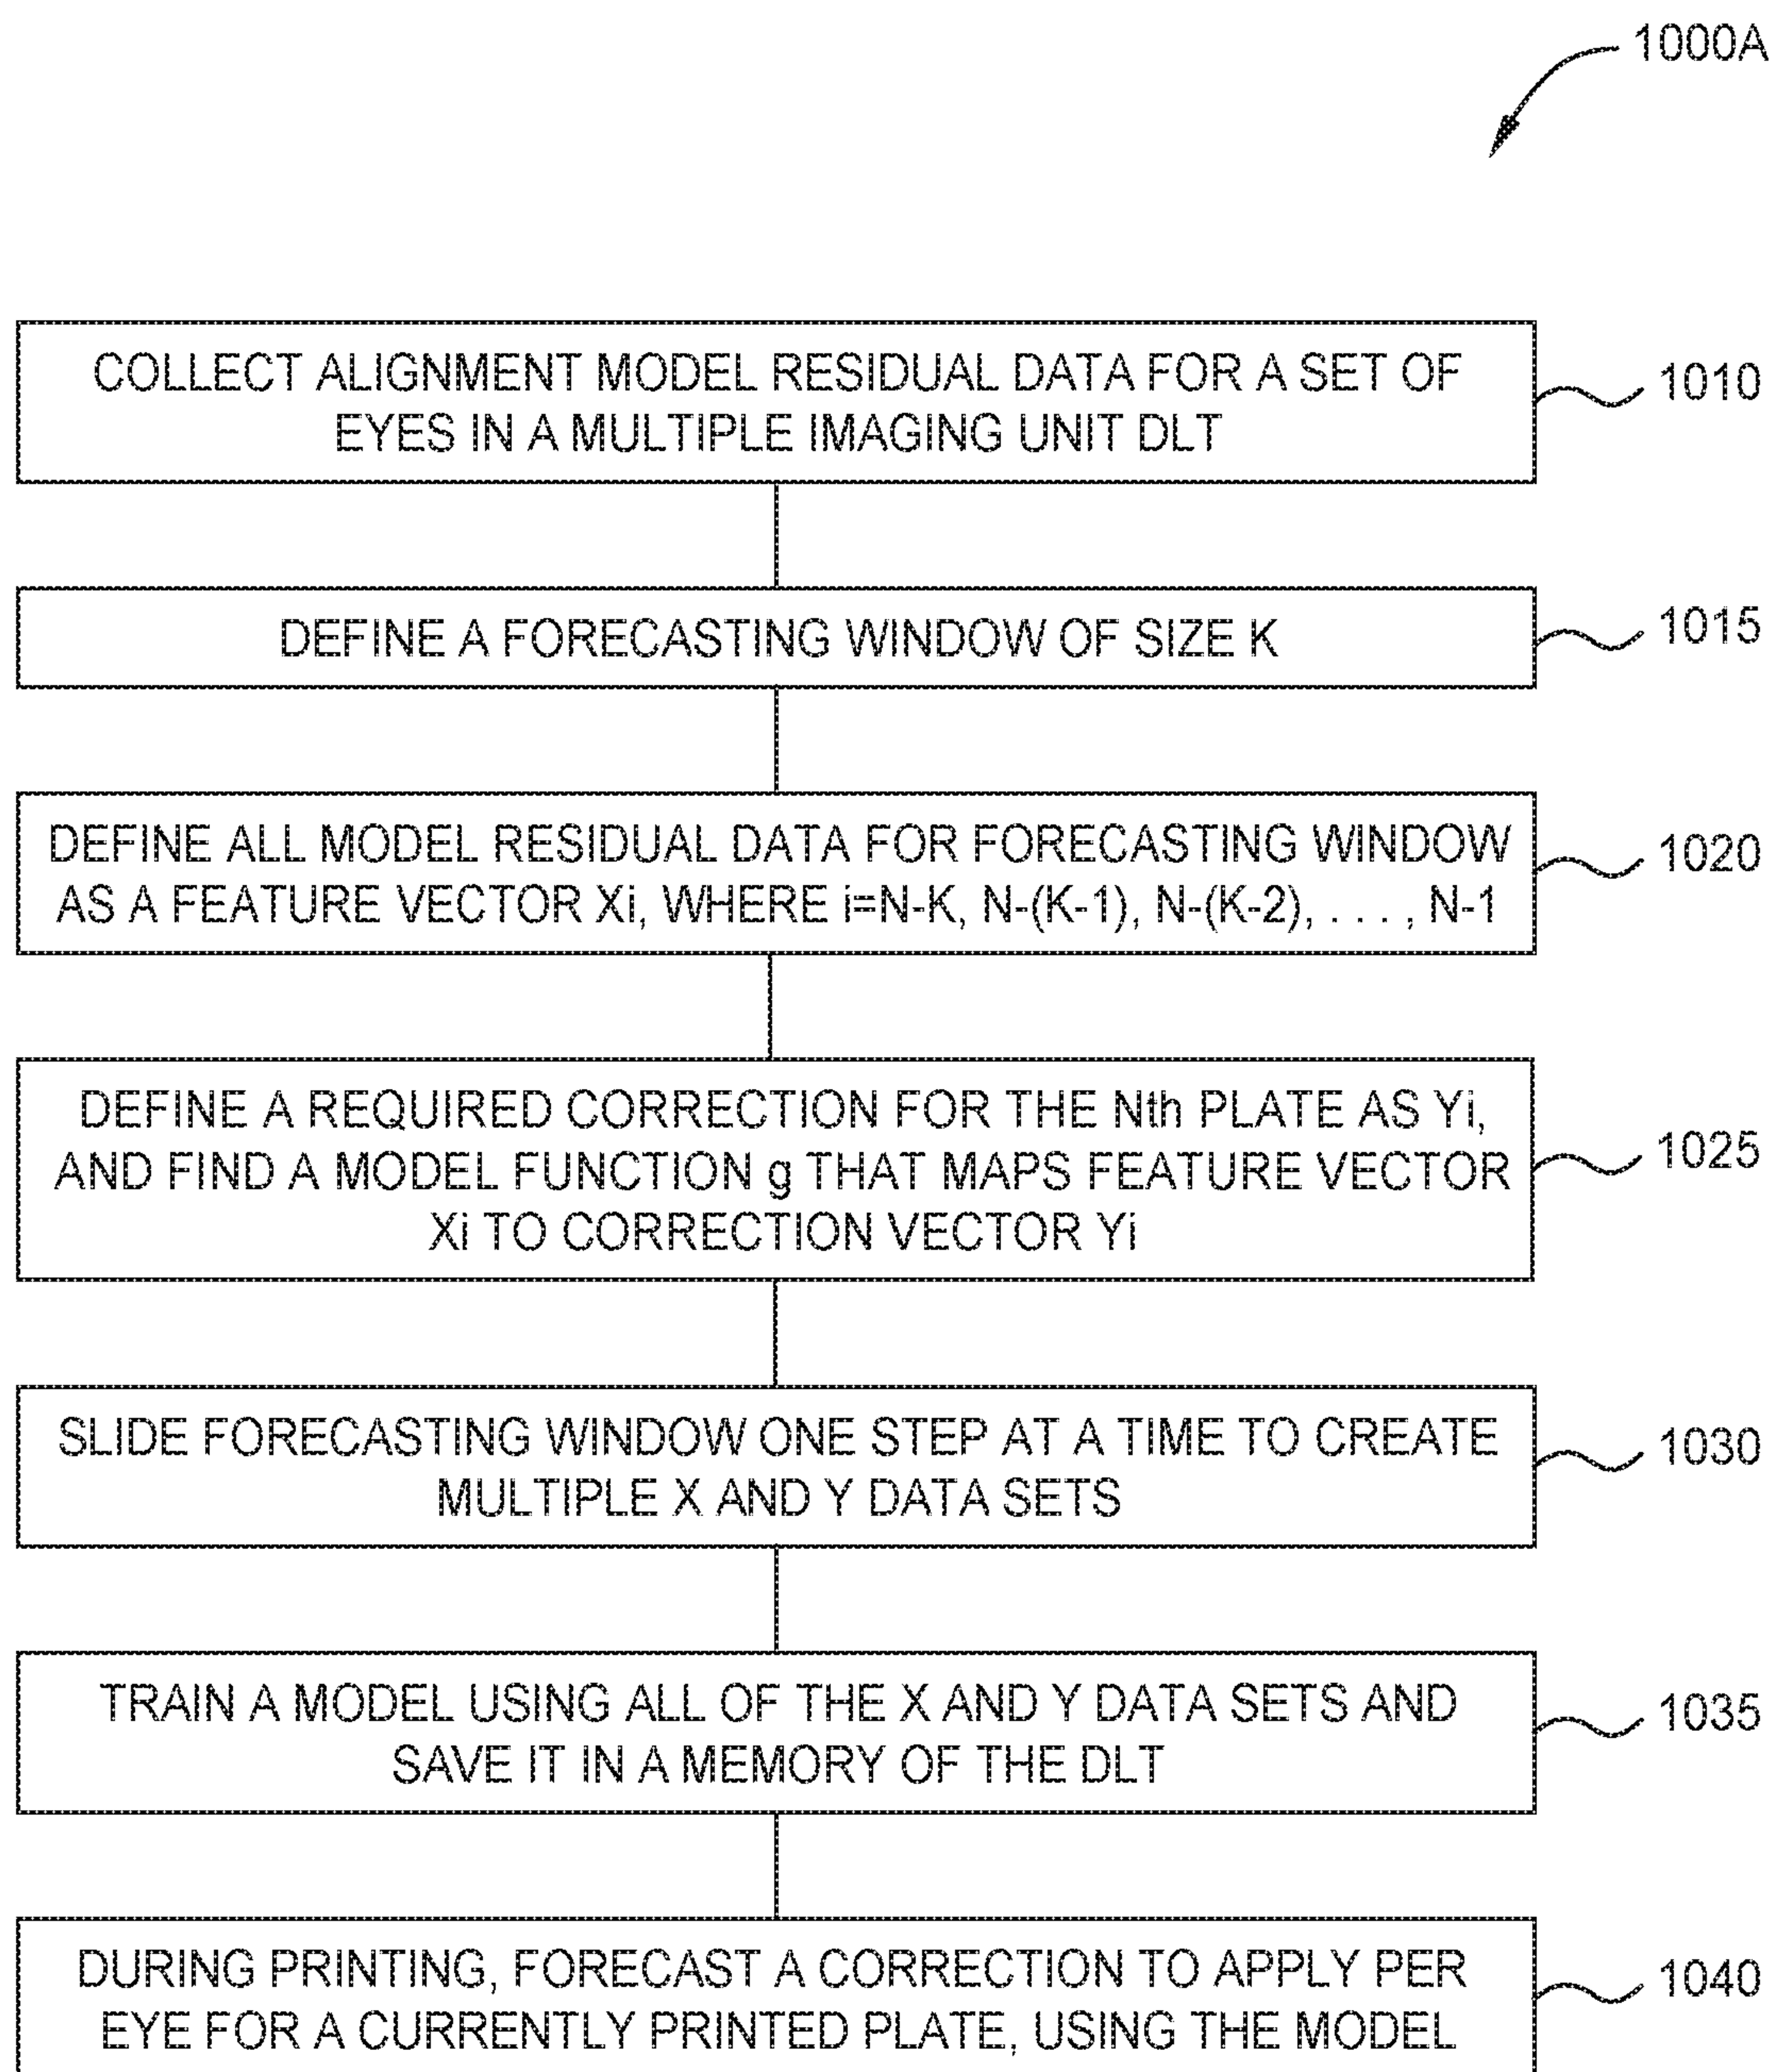 1000A
COLLECT ALIGNMENT MODEL RESIDUAL DATA FOR A SET OF
EYES IN A MULTIPLE IMAGING UNIT DLT
1010
DEFINE A FORECASTING WINDOW OF SIZE K
1015
DEFINE ALL MODEL RESIDUAL DATA FOR FORECASTING WINDOW
AS A FEATURE VECTOR Xi, WHERE i=N-K, N-(K-1), N-(K-2), . . . , N-1
1020
DEFINE A REQUIRED CORRECTION FOR THE Nth PLATE AS Yi,
AND FIND A MODEL FUNCTION g THAT MAPS FEATURE VECTOR
Xi TO CORRECTION VECTOR Yi
1025
SLIDE FORECASTING WINDOW ONE STEP AT A TIME TO CREATE
MULTIPLE X AND Y DATA SETS
1030
TRAIN A MODEL USING ALL OF THE X AND Y DATA SETS AND
SAVE IT IN A MEMORY OF THE DLT
1035
DURING PRINTING, FORECAST A CORRECTION TO APPLY PER
EYE FOR A CURRENTLY PRINTED PLATE, USING THE MODEL
1040